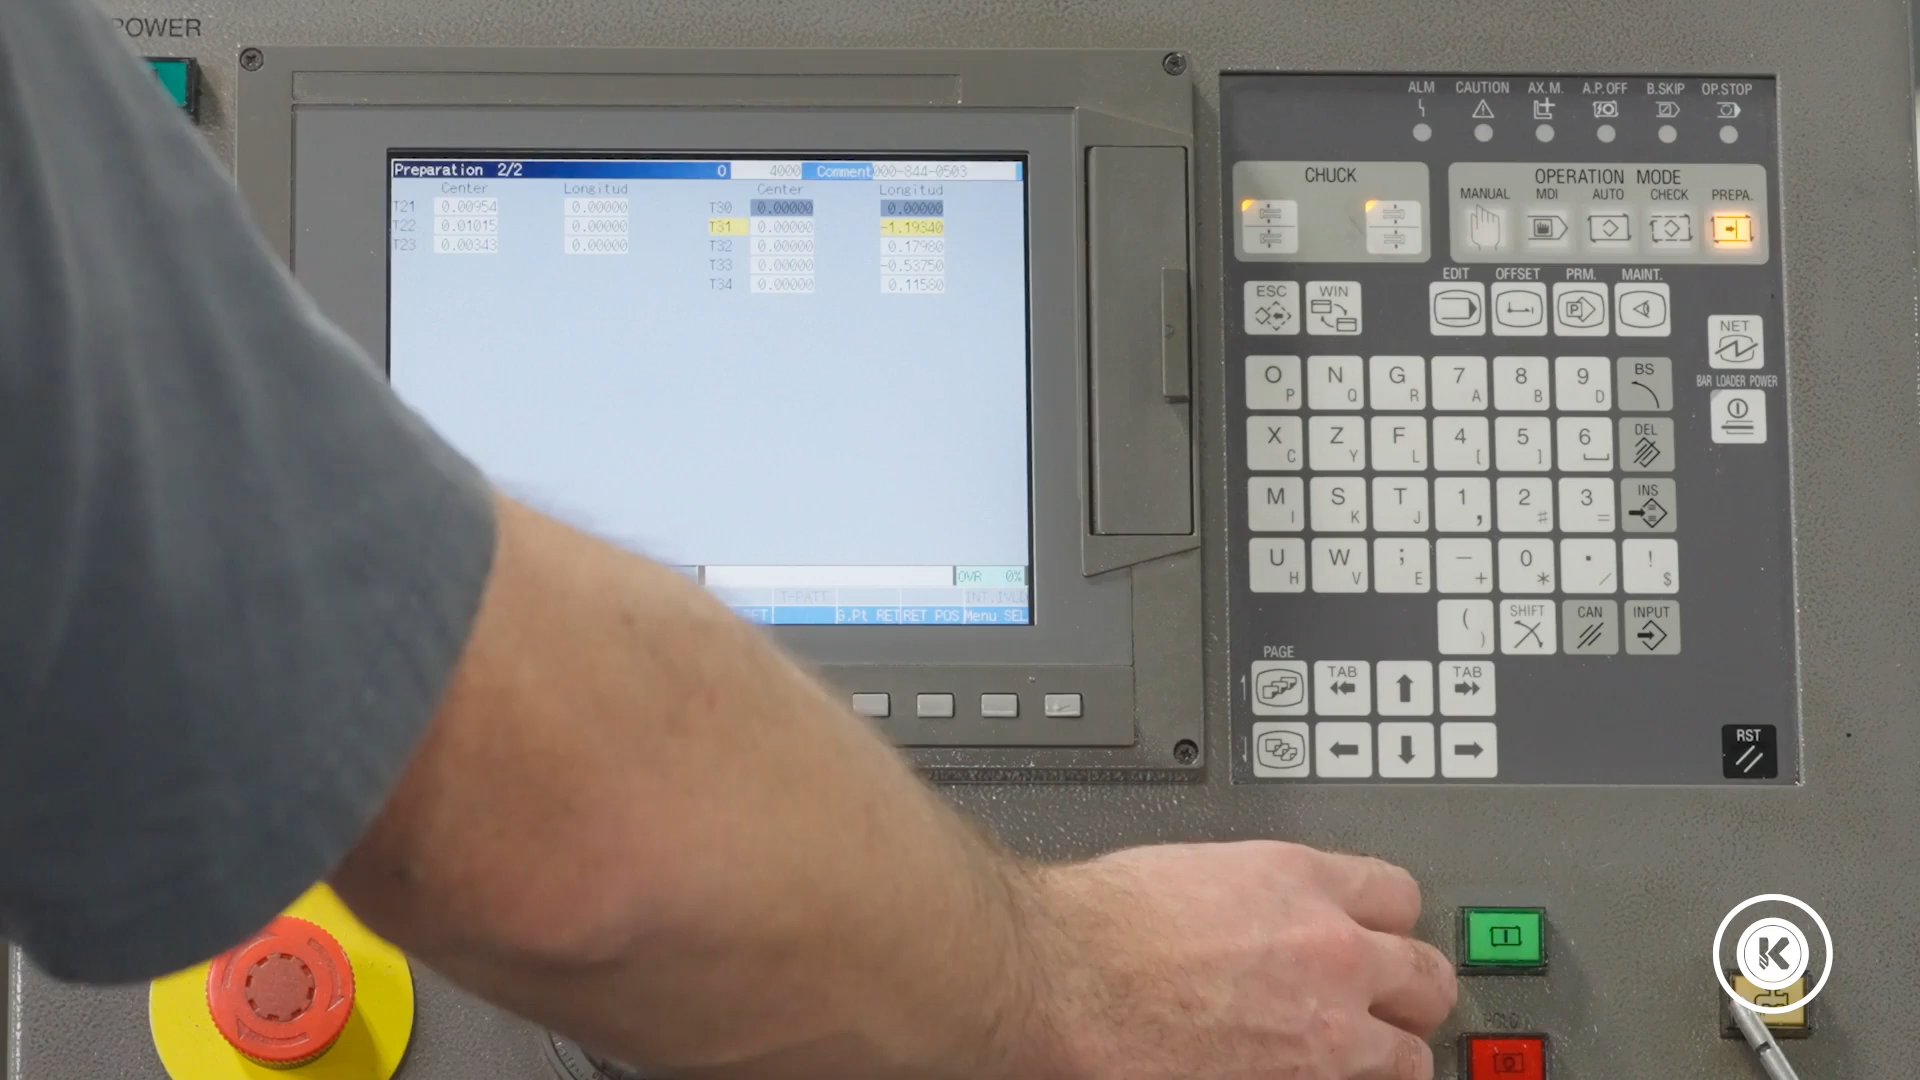 POWER
Preparation 2/2 0 4000 Comment 000-844-0503
Center Longitud Center Longitud
T21 0.00954 0.00000 T30 0.00000 0.00000
T22 0.01015 0.00000 T31 0.00000 -1.19340
T23 0.00343 0.00000 T32 0.00000 0.17980
T33 0.00000 -0.53750
T34 0.00000 0.11580
OVR 0%
T-PATT
G.Pt RET RET POS Menu SEL
ALM CAUTION AX.M. A.P.OFF B.SKIP OP.STOP
CHUCK
OPERATION MODE
MANUAL MDI AUTO CHECK PREPA.
ESC WIN EDIT OFFSET PRM. MAINT.
P
NET
BAR LOADER POWER
O P N Q G R 7 A 8 B 9 D BS
X C Z Y F L 4 [ 5 ] 6 DEL
M I S K T J 1 , 2 # 3 = INS
U H W V ; E - + 0 * . / ! $
( ) SHIFT CAN INPUT
PAGE
TAB TAB
RST
K